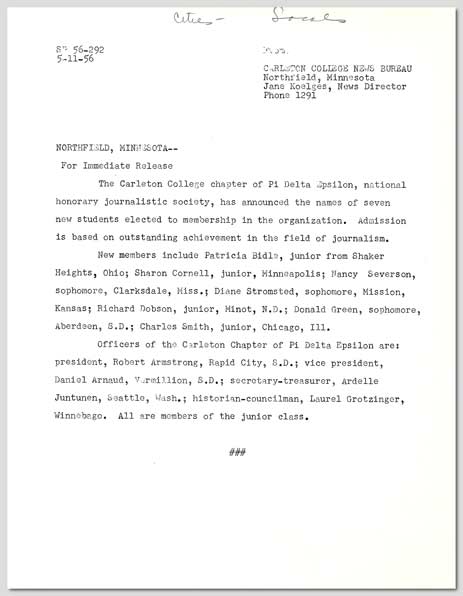 Cities - Locals
56-292
5-11-56
CARLETON COLLEGE NEWS BUREAU
Northfield, Minnesota
Jane Koelges, News Director
Phone 1291
NORTHFIELD, MINNESOTA--
For Immediate Release
The Carleton College chapter of Pi Delta Epsilon, national
honorary journalistic society, has announced the names of seven
new students elected to membership in the organization. Admission
is based on outstanding achievement in the field of journalism.
New members include Patricia Bidle, junior from Shaker
Heights, Ohio; Sharon Cornell, junior, Minneapolis; Nancy Severson,
sophomore, Clarksdale, Miss.; Diane Stromsted, sophomore, Mission,
Kansas; Richard Dobson, junior, Minot, N.D.; Donald Green, sophomore,
Aberdeen, S.D.; Charles Smith, junior, Chicago, Ill.
Officers of the Carleton Chapter of Pi Delta Epsilon are:
president, Robert Armstrong, Rapid City, S.D.; vice president,
Daniel Arnaud, Vermillion, S.D.; secretary-treasurer, Ardelle
Juntunen, Seattle, Wash.; historian-councilman, Laurel Grotzinger,
Winnebago. All are members of the junior class.
###